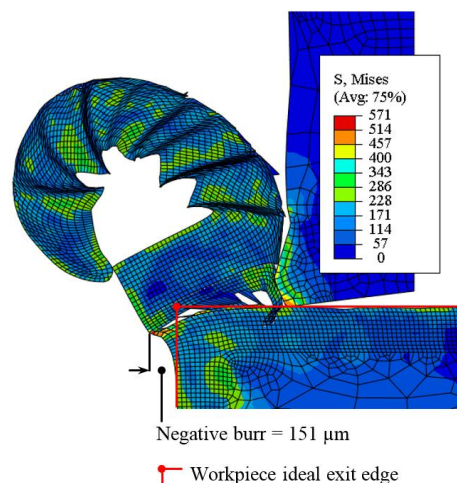 S, Mises
(Avg: 75%)
571
514
457
400
343
286
228
171
114
57
0
Negative burr = 151 µm
Workpiece ideal exit edge